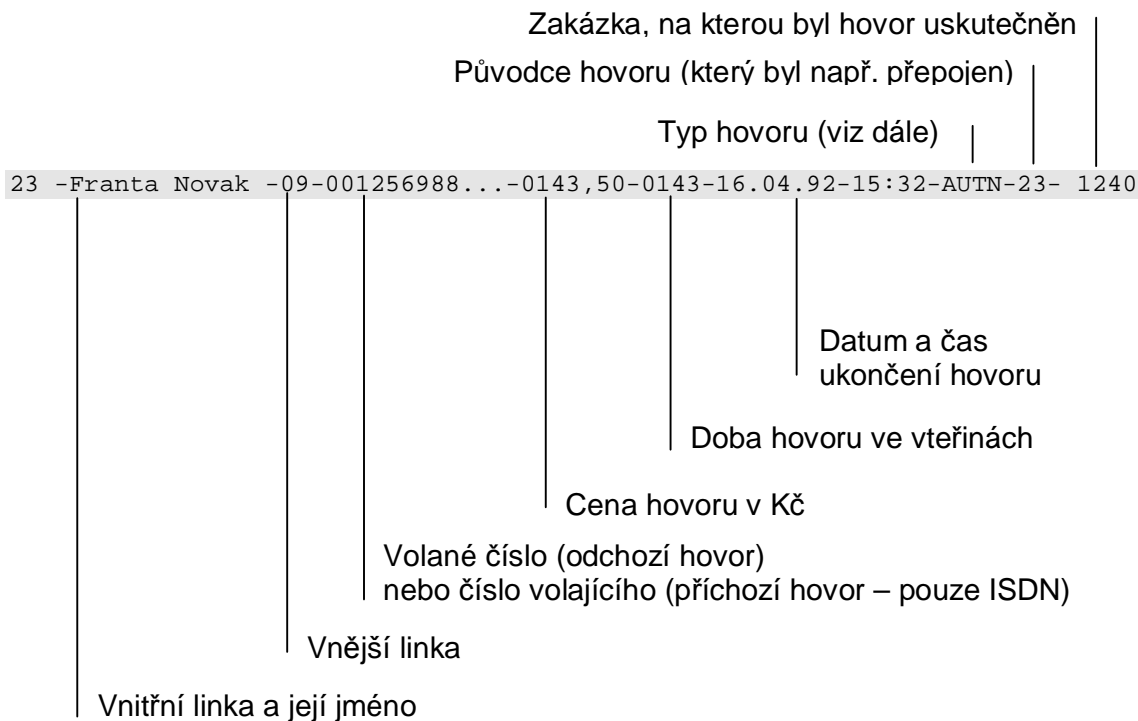 Zakázka, na kterou byl hovor uskutečněn
Původce hovoru (který byl např. přepojen)
Typ hovoru (viz dále)
23 -Franta Novak -09-001256988...-0143,50-0143-16.04.92-15:32-AUTN-23- 1240
Datum a čas
ukončení hovoru
Doba hovoru ve vteřinách
Cena hovoru v Kč
Volané číslo (odchozí hovor)
nebo číslo volajícího (příchozí hovor – pouze ISDN)
Vnější linka
Vnitřní linka a její jméno